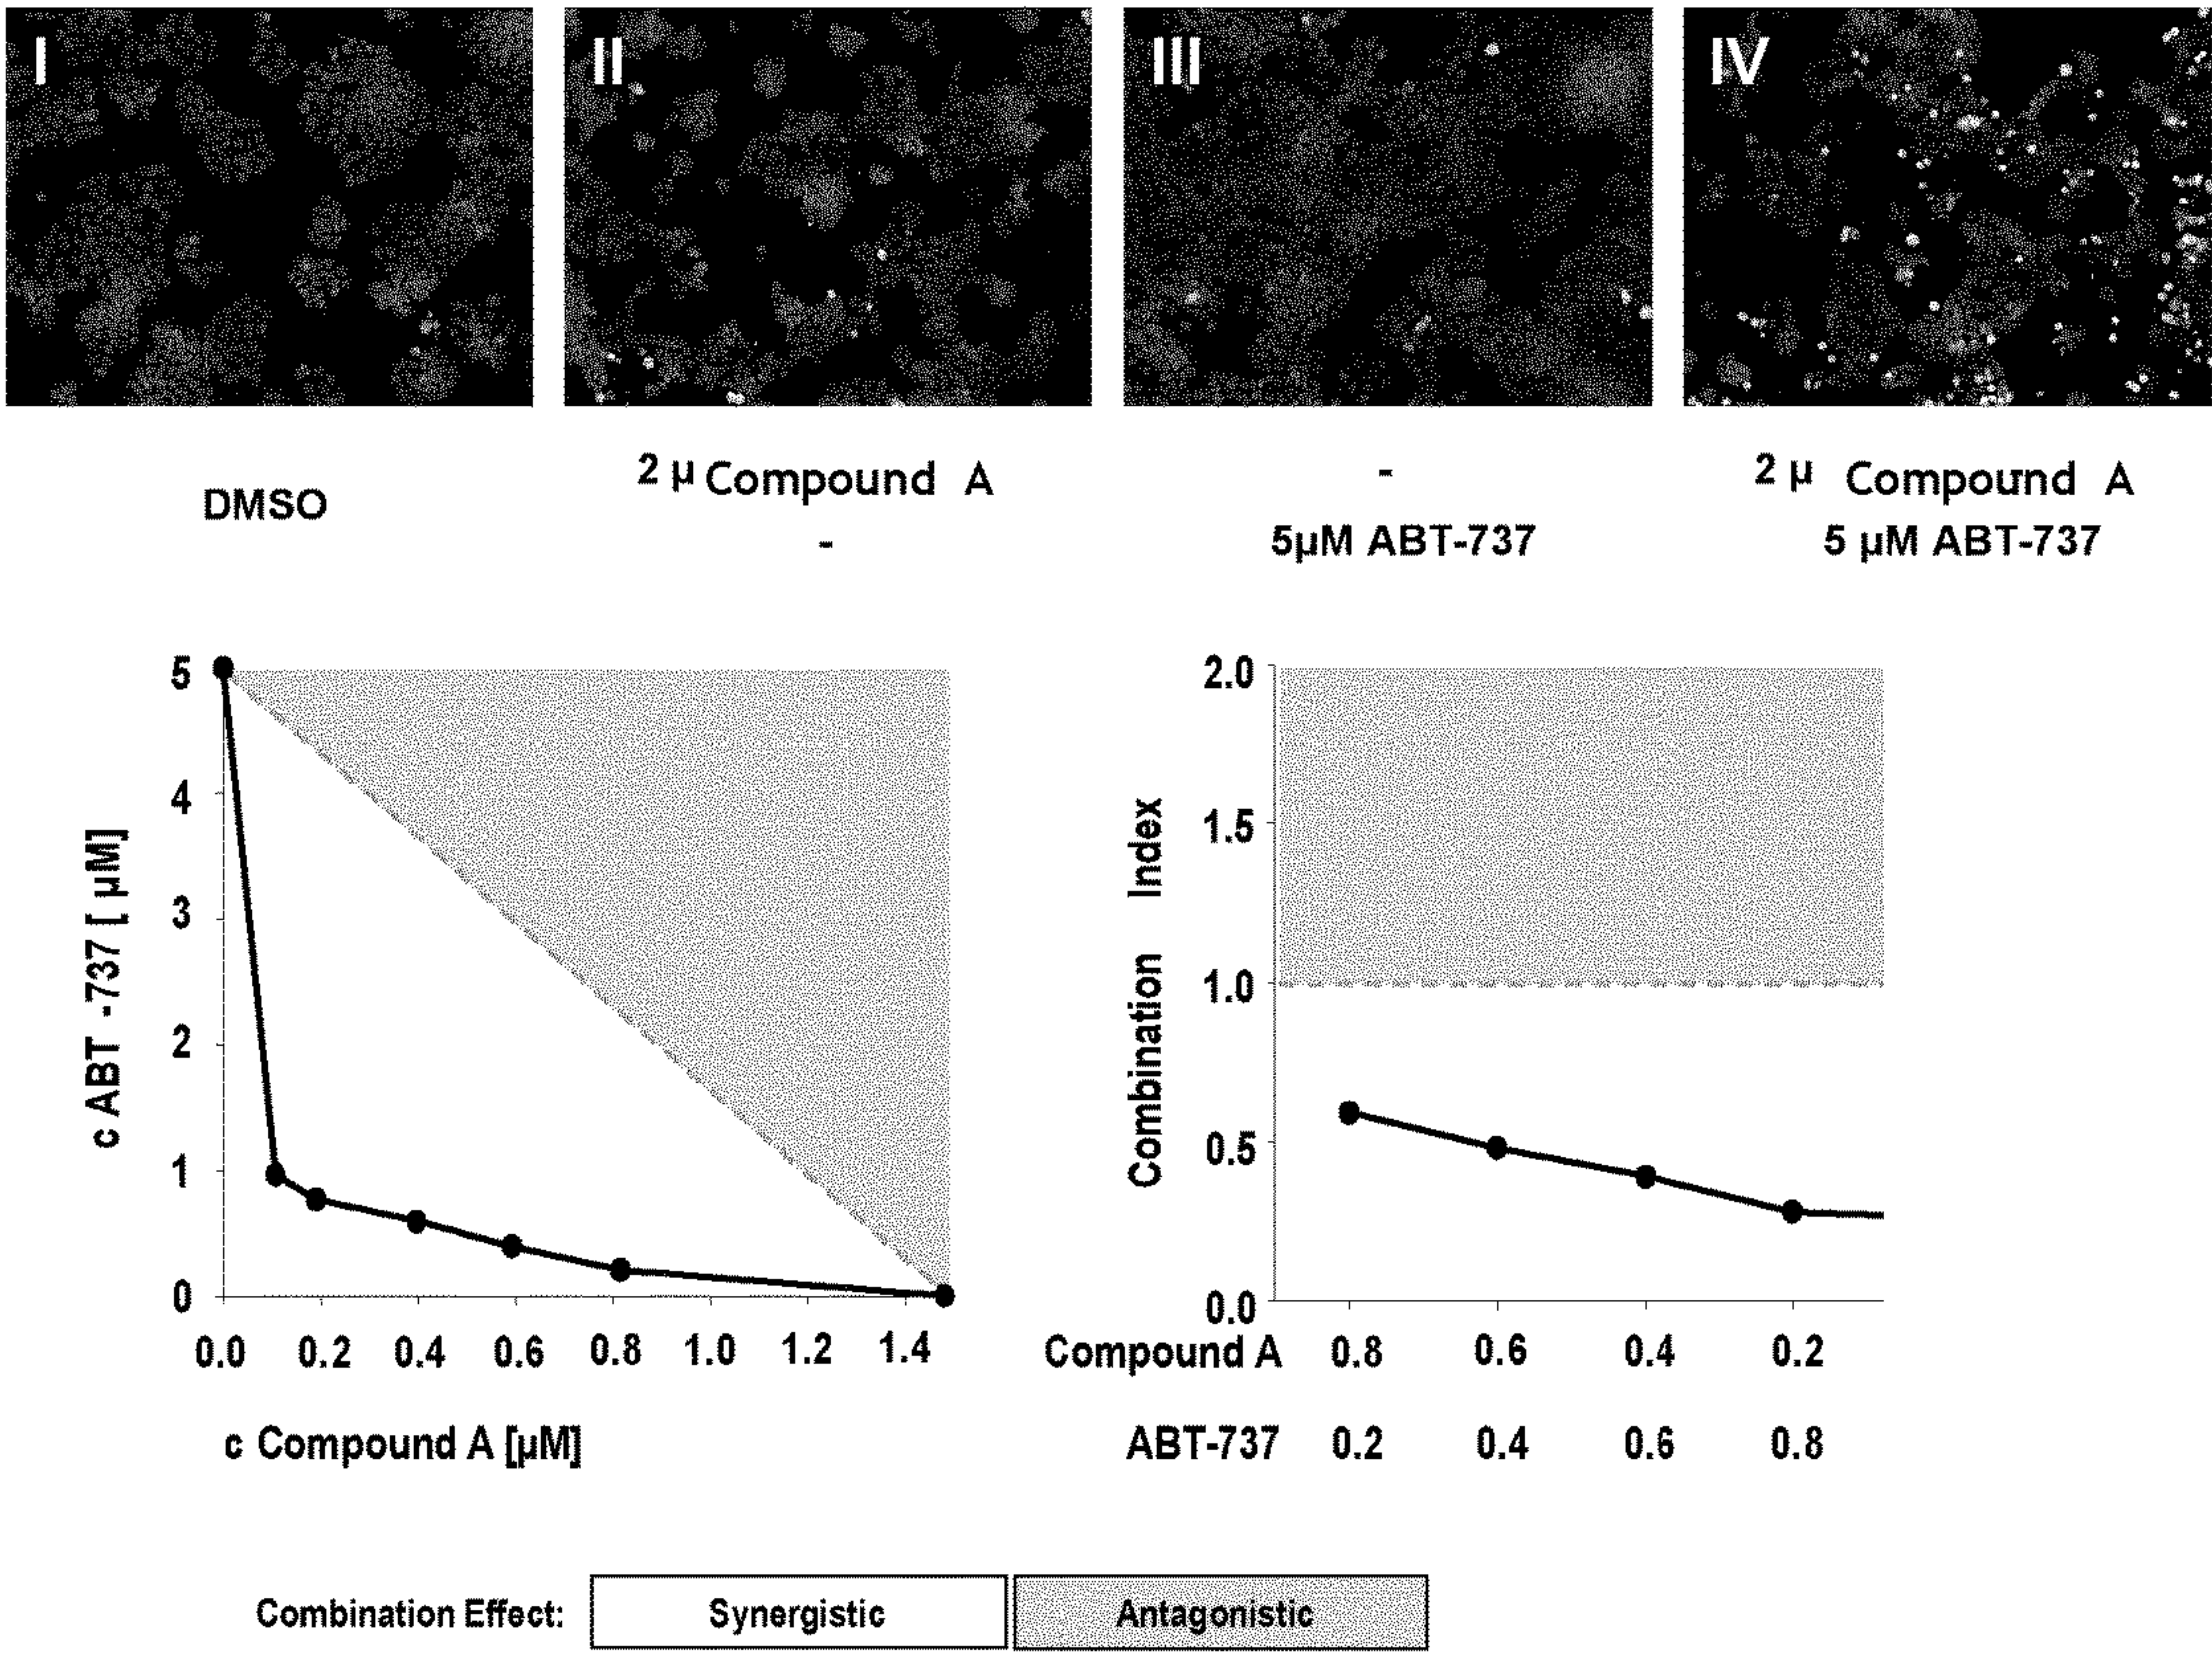 I II III IV
DMSO
2 µ Compound A
-
-
5µM ABT-737
2 µ Compound A
5 µM ABT-737
c ABT -737 [ µM]
5
4
3
2
1
0
0.0 0.2 0.4 0.6 0.8 1.0 1.2 1.4
c Compound A [µM]
Combination Index
2.0
1.5
1.0
0.5
0.0
Compound A 0.8 0.6 0.4 0.2
ABT-737 0.2 0.4 0.6 0.8
Combination Effect: Synergistic Antagonistic